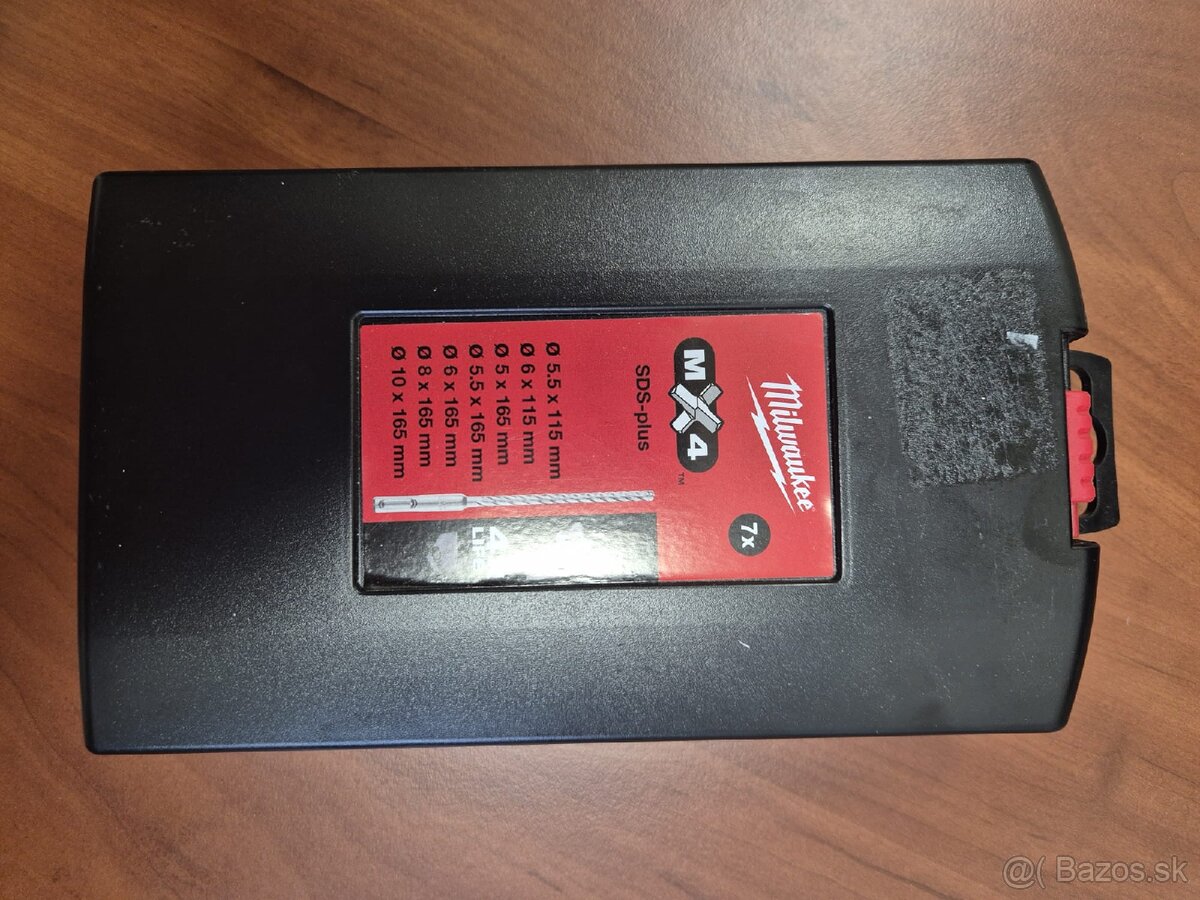 Milwaukee
7x
MX4™
SDS-plus
Ø 5.5 x 115 mm
Ø 6 x 115 mm
Ø 5 x 165 mm
Ø 5.5 x 165 mm
Ø 6 x 165 mm
Ø 8 x 165 mm
Ø 10 x 165 mm
@( Bazos.sk